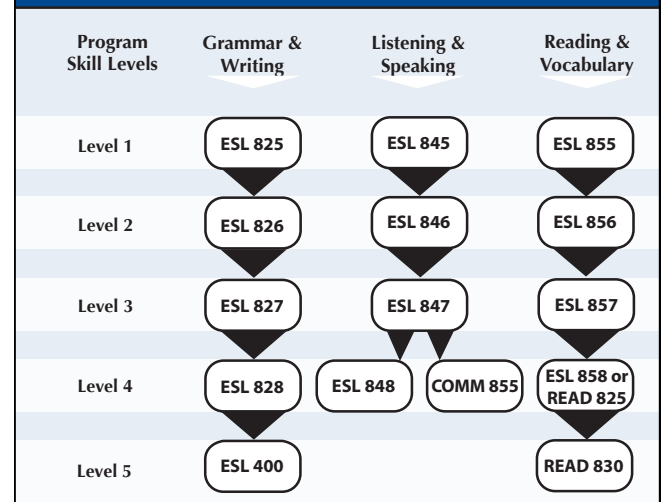 Program
Skill Levels
Grammar &
Writing
Listening &
Speaking
Reading &
Vocabulary
Level 1
ESL 825
ESL 845
ESL 855
Level 2
ESL 826
ESL 846
ESL 856
Level 3
ESL 827
ESL 847
ESL 857
Level 4
ESL 828
ESL 848
COMM 855
ESL 858 or
READ 825
Level 5
ESL 400
READ 830